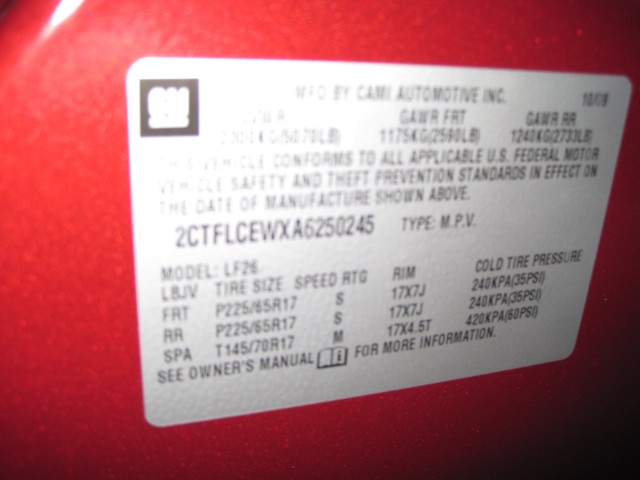 GM
MFD BY CAMI AUTOMOTIVE INC. 10/09
GVWR GAWR FRT GAWR RR
2300KG(5070LB) 1175KG(2590LB) 1240KG(2733LB)
THIS VEHICLE CONFORMS TO ALL APPLICABLE U.S. FEDERAL MOTOR
VEHICLE SAFETY AND THEFT PREVENTION STANDARDS IN EFFECT ON
THE DATE OF MANUFACTURE SHOWN ABOVE.
2CTFLCEWXA6250245 TYPE: M.P.V.
MODEL: LF26
LBJV TIRE SIZE SPEED RTG RIM COLD TIRE PRESSURE
FRT P225/65R17 S 17X7J 240KPA(35PSI)
RR P225/65R17 S 17X7J 240KPA(35PSI)
SPA T145/70R17 M 17X4.5T 420KPA(60PSI)
SEE OWNER'S MANUAL FOR MORE INFORMATION.